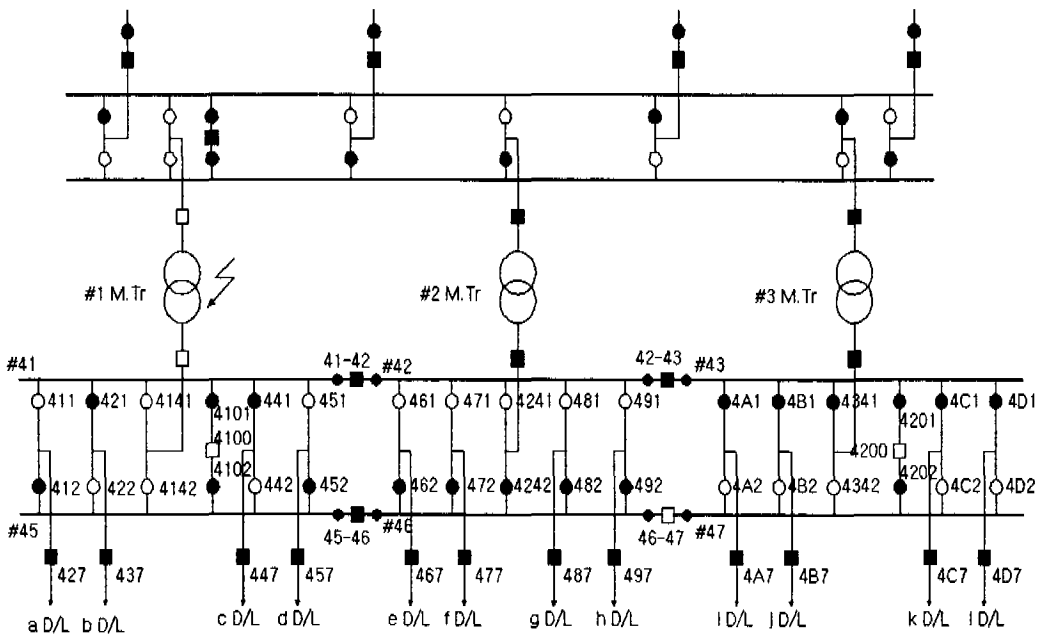 #1 M.Tr
#2 M.Tr
#3 M.Tr
#41
41-42
#42
42-43
#43
411
421
4141
4101
441
451
461
471
4241
481
491
4A1
4B1
4341
4201
4C1
4D1
4100
4200
4102
4202
412
422
4142
442
452
462
472
4242
482
492
4A2
4B2
4342
4C2
4D2
#45
45-46
#46
46-47
#47
427
437
447
457
467
477
487
497
4A7
4B7
4C7
4D7
a D/L
b D/L
c D/L
d D/L
e D/L
f D/L
g D/L
h D/L
i D/L
j D/L
k D/L
l D/L